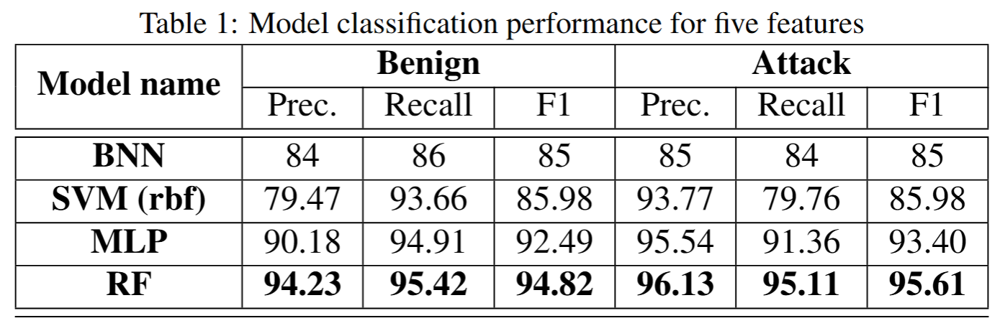 Table 1: Model classification performance for five features
Model name Benign Attack
Prec. Recall F1 Prec. Recall F1
BNN 84 86 85 85 84 85
SVM (rbf) 79.47 93.66 85.98 93.77 79.76 85.98
MLP 90.18 94.91 92.49 95.54 91.36 93.40
RF 94.23 95.42 94.82 96.13 95.11 95.61